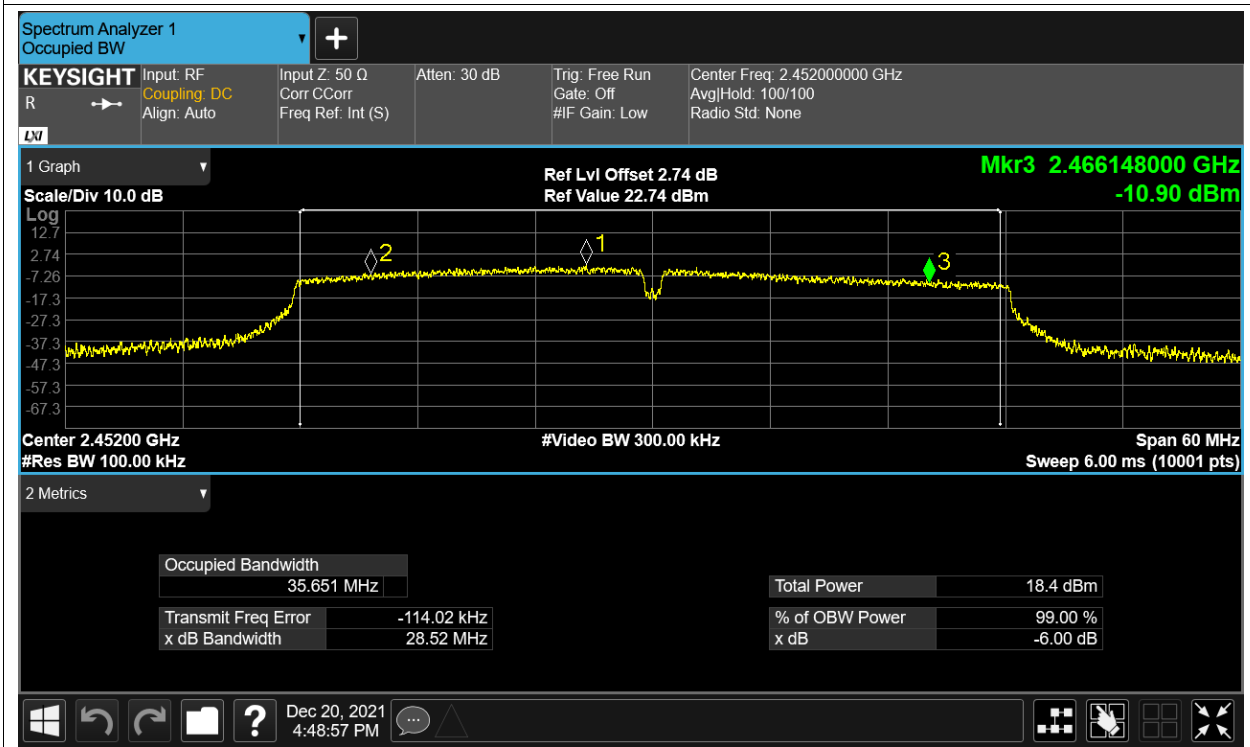 Spectrum Analyzer 1
Occupied BW
KEYSIGHT
R
LXI
Input: RF
Coupling: DC
Align: Auto
Input Z: 50 Ω
Corr CCorr
Freq Ref: Int (S)
Atten: 30 dB
Trig: Free Run
Gate: Off
#IF Gain: Low
Center Freq: 2.452000000 GHz
Avg|Hold: 100/100
Radio Std: None
1 Graph
Scale/Div 10.0 dB
Ref Lvl Offset 2.74 dB
Ref Value 22.74 dBm
Mkr3 2.466148000 GHz
-10.90 dBm
Log
12.7
2.74
-7.26
-17.3
-27.3
-37.3
-47.3
-57.3
-67.3
2
1
3
Center 2.45200 GHz
#Res BW 100.00 kHz
#Video BW 300.00 kHz
Span 60 MHz
Sweep 6.00 ms (10001 pts)
2 Metrics
Occupied Bandwidth
35.651 MHz
Transmit Freq Error -114.02 kHz
x dB Bandwidth 28.52 MHz
Total Power 18.4 dBm
% of OBW Power 99.00 %
x dB -6.00 dB
?
Dec 20, 2021
4:48:57 PM